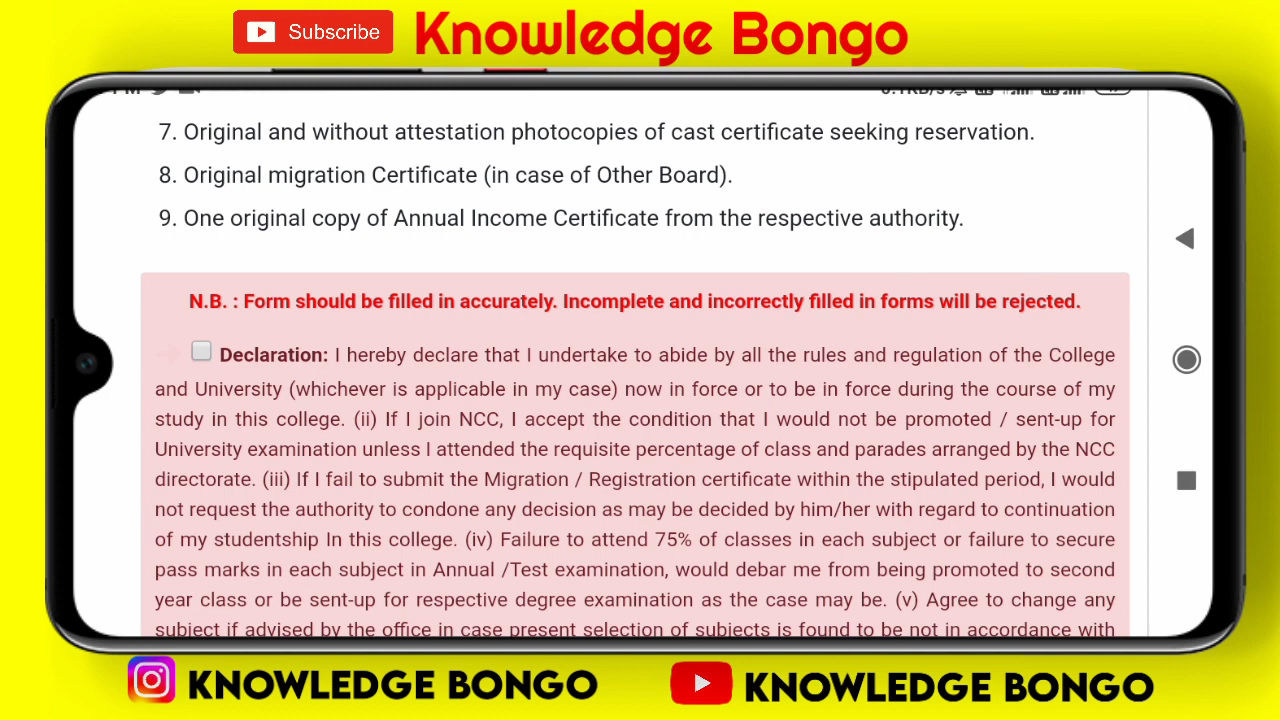 Subscribe Knowledge Bongo
7. Original and without attestation photocopies of cast certificate seeking reservation.
8. Original migration Certificate (in case of Other Board).
9. One original copy of Annual Income Certificate from the respective authority.
N.B. : Form should be filled in accurately. Incomplete and incorrectly filled in forms will be rejected.
Declaration: I hereby declare that I undertake to abide by all the rules and regulation of the College
and University (whichever is applicable in my case) now in force or to be in force during the course of my
study in this college. (ii) If I join NCC, I accept the condition that I would not be promoted / sent-up for
University examination unless I attended the requisite percentage of class and parades arranged by the NCC
directorate. (iii) If I fail to submit the Migration / Registration certificate within the stipulated period, I would
not request the authority to condone any decision as may be decided by him/her with regard to continuation
of my studentship In this college. (iv) Failure to attend 75% of classes in each subject or failure to secure
pass marks in each subject in Annual /Test examination, would debar me from being promoted to second
year class or be sent-up for respective degree examination as the case may be. (v) Agree to change any
subject if advised by the office in case present selection of subjects is found to be not in accordance with
KNOWLEDGE BONGO KNOWLEDGE BONGO